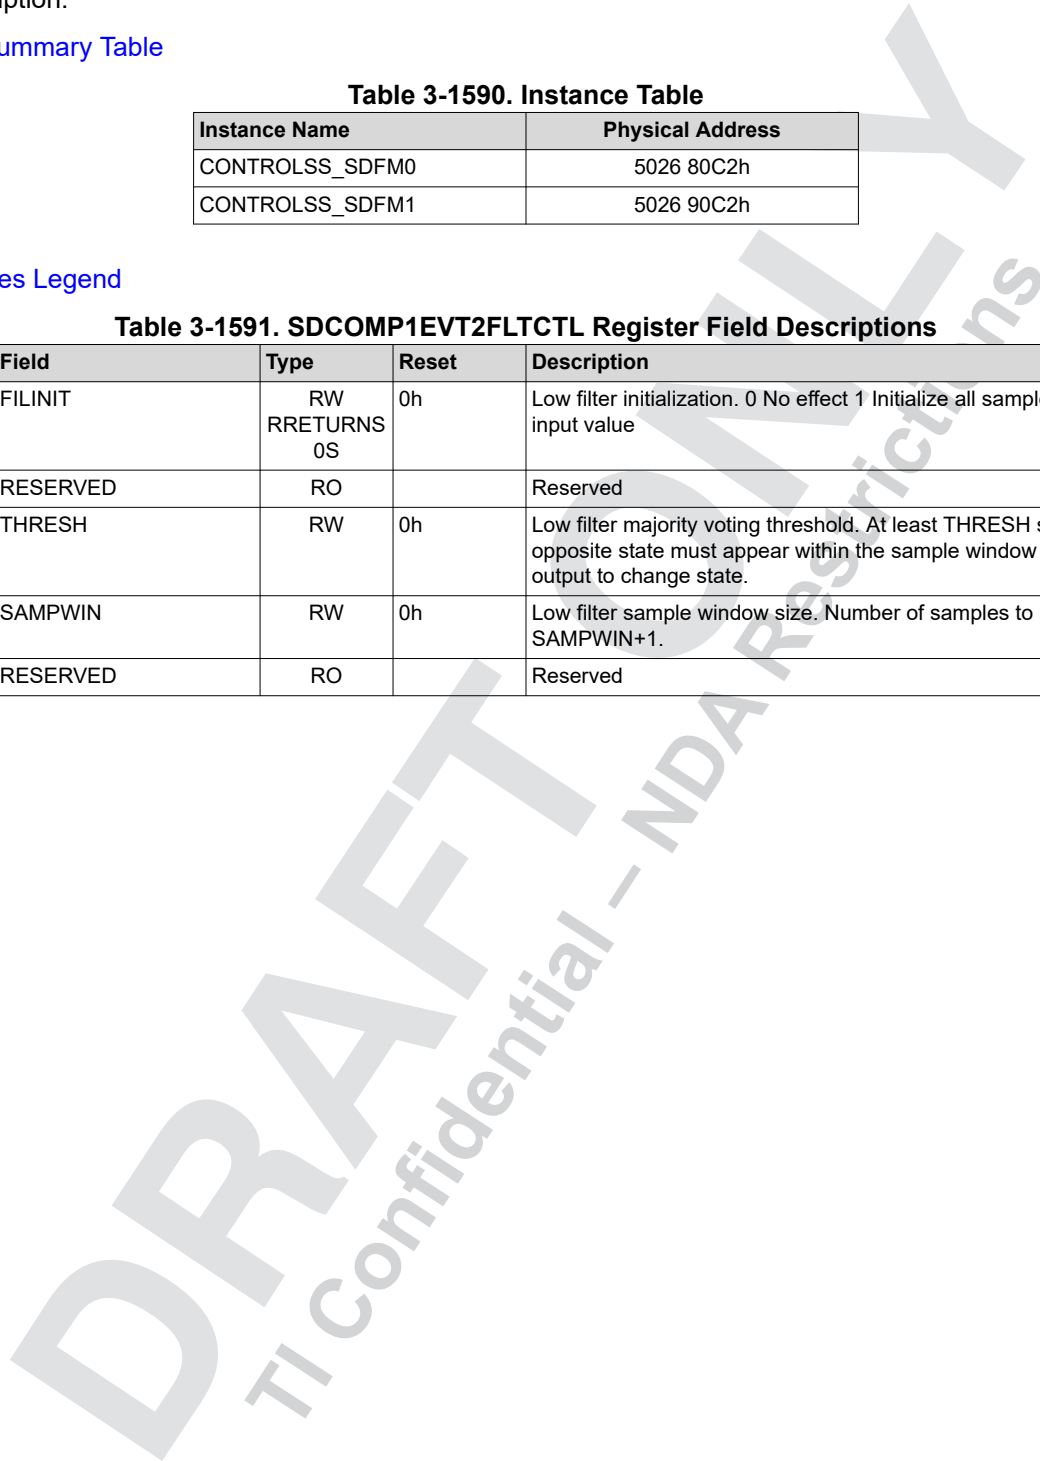 ummary Table
Table 3-1590. Instance Table
Instance Name Physical Address
CONTROLSS_SDFM0 5026 80C2h
CONTROLSS_SDFM1 5026 90C2h
es Legend
Table 3-1591. SDCOMP1EVT2FLTCTL Register Field Descriptions
Field Type Reset Description
FILINIT RW RRETURNS 0S 0h Low filter initialization. 0 No effect 1 Initialize all sample
input value
RESERVED RO Reserved
THRESH RW 0h Low filter majority voting threshold. At least THRESH s
opposite state must appear within the sample window
output to change state.
SAMPWIN RW 0h Low filter sample window size. Number of samples to
SAMPWIN+1.
RESERVED RO Reserved
DRAFT ONLY
TI Confidential – NDA Restrictions